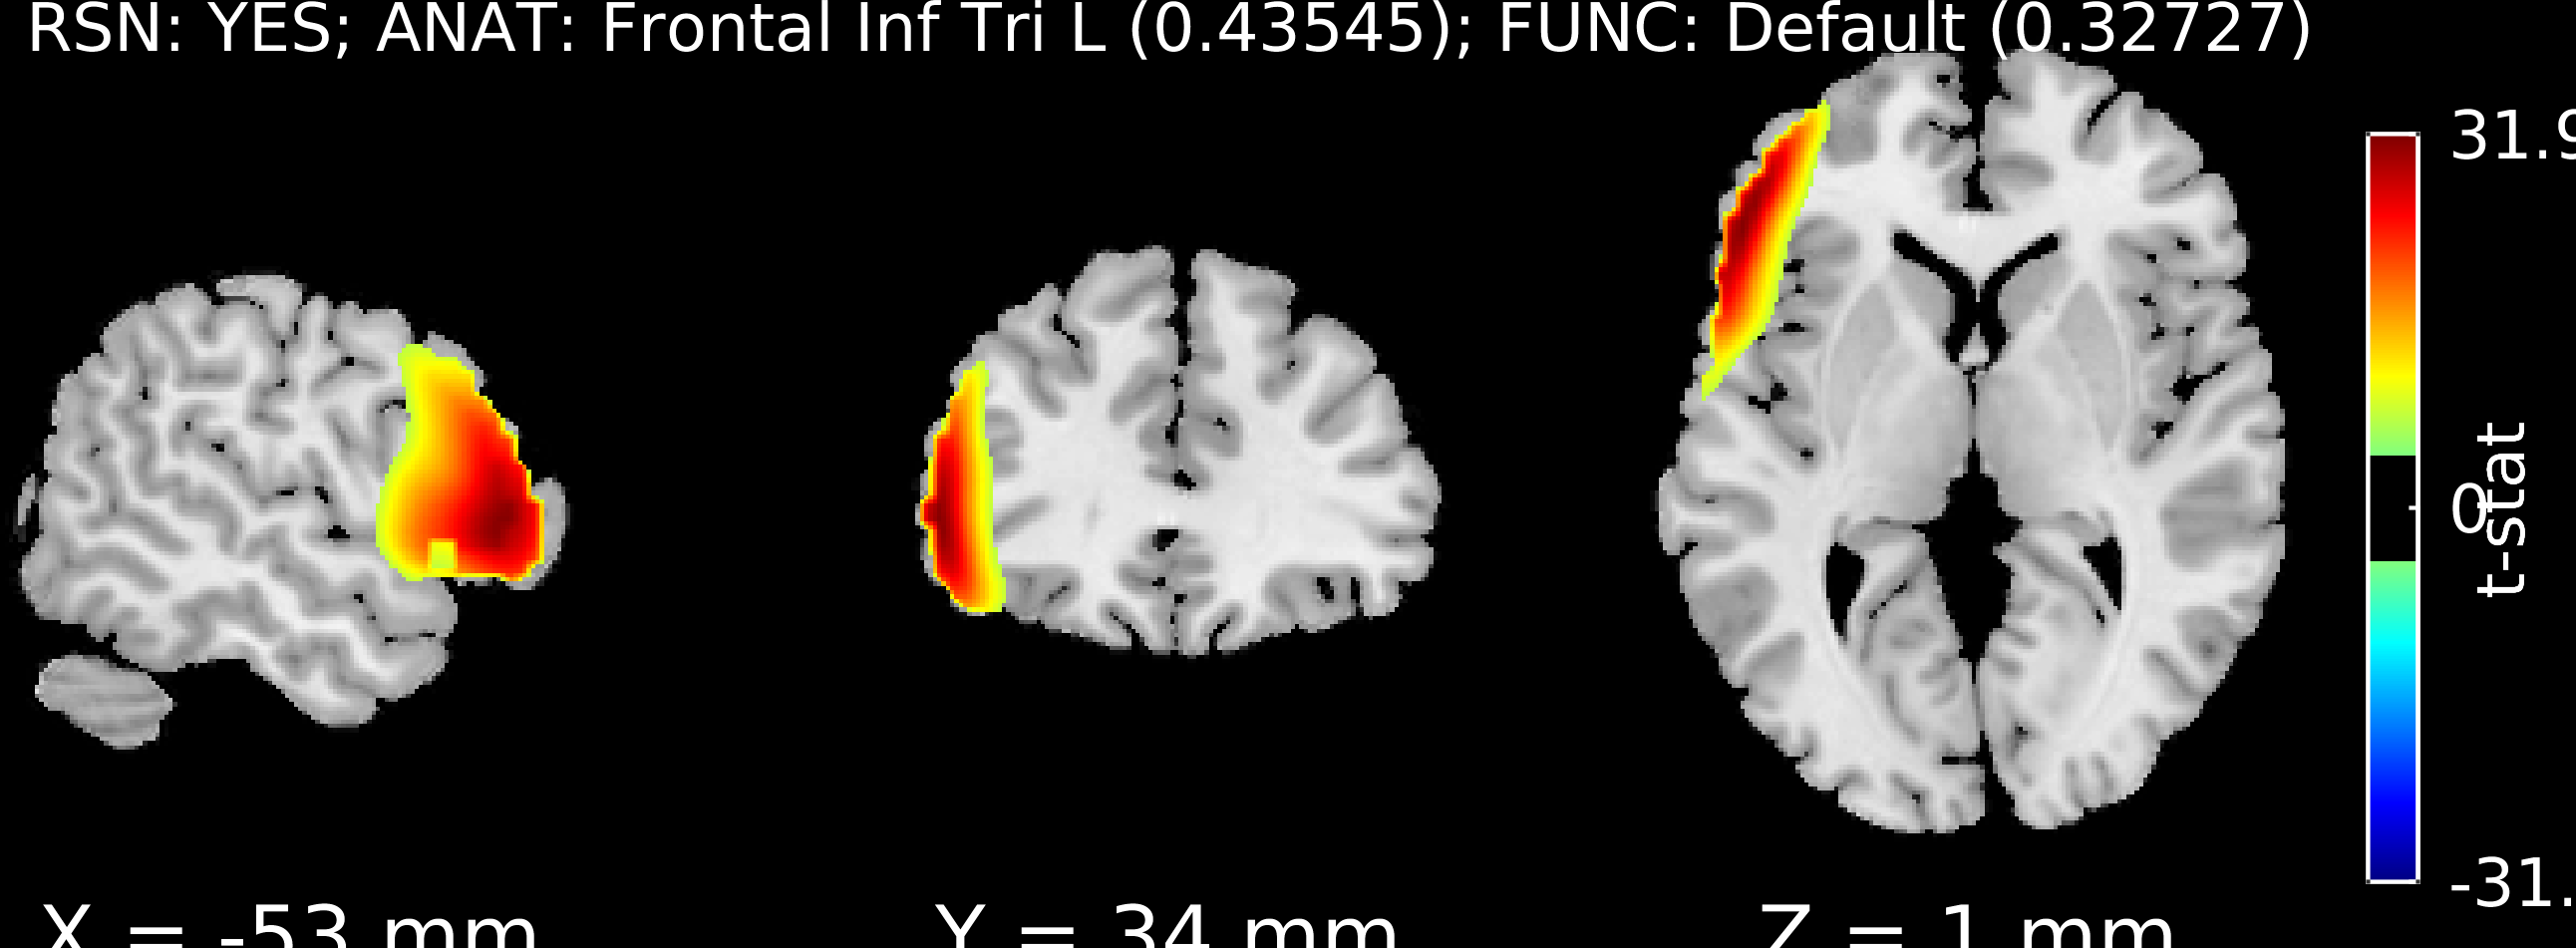 RSN: YES; ANAT: Frontal Inf Tri L (0.43545); FUNC: Default (0.32727)
31.9
0
t-stat
-31.
X = -53 mm
Y = 34 mm
Z = 1 mm